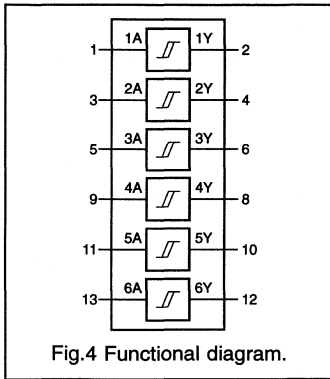 1 1A 1Y 2
3 2A 2Y 4
5 3A 3Y 6
9 4A 4Y 8
11 5A 5Y 10
13 6A 6Y 12
Fig.4 Functional diagram.